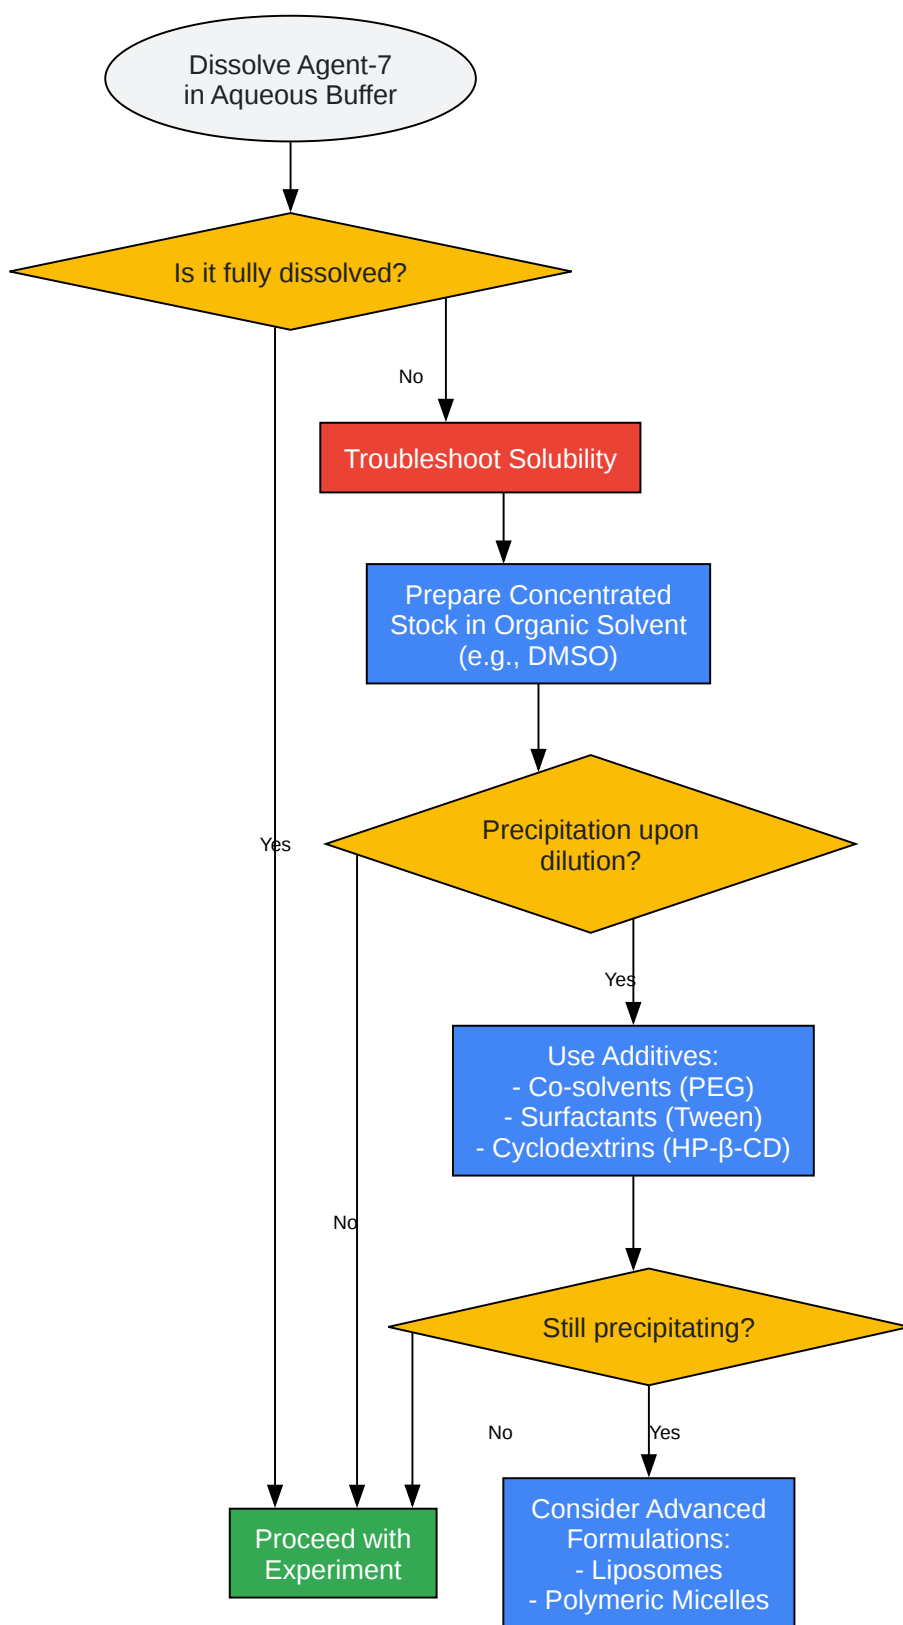 Dissolve Agent-7
in Aqueous Buffer
Is it fully dissolved?
No
Troubleshoot Solubility
Prepare Concentrated
Stock in Organic Solvent
(e.g., DMSO)
Precipitation upon
dilution?
Yes
Yes
Use Additives:
- Co-solvents (PEG)
- Surfactants (Tween)
- Cyclodextrins (HP-β-CD)
No
Still precipitating?
No
Yes
Proceed with
Experiment
Consider Advanced
Formulations:
- Liposomes
- Polymeric Micelles